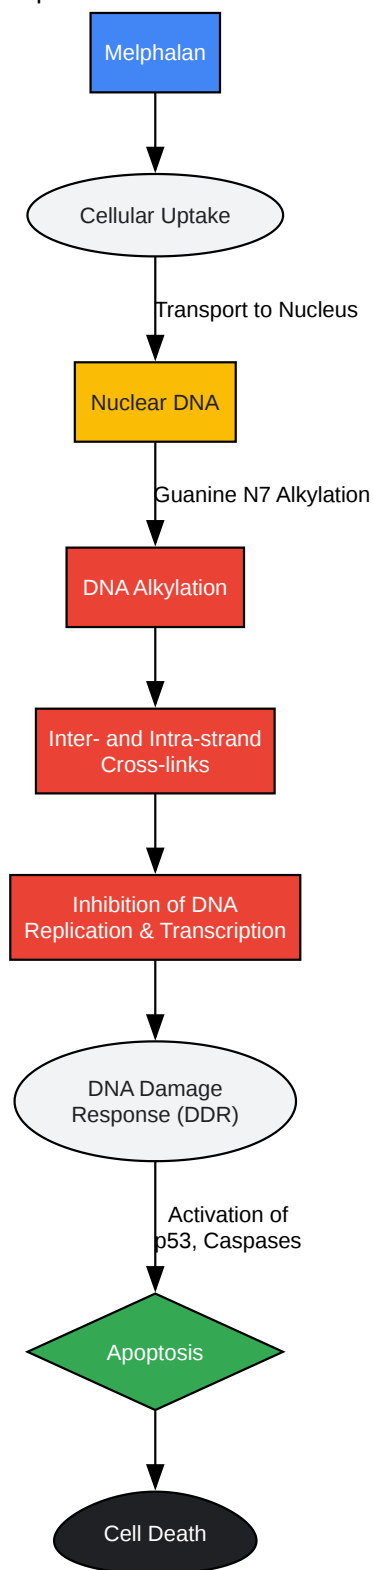 Melphalan
Cellular Uptake
Transport to Nucleus
Nuclear DNA
Guanine N7 Alkylation
DNA Alkylation
Inter- and Intra-strand
Cross-links
Inhibition of DNA
Replication & Transcription
DNA Damage
Response (DDR)
Activation of
p53, Caspases
Apoptosis
Cell Death